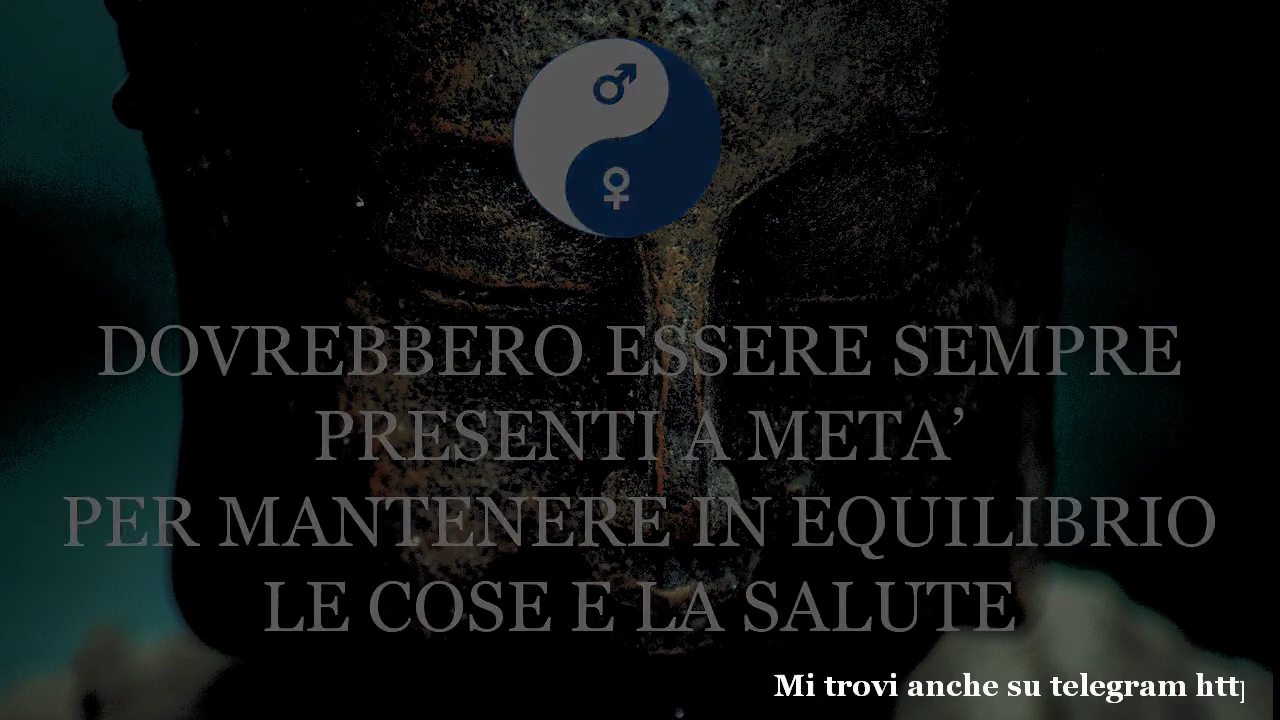 DOVREBBERO ESSERE SEMPRE
PRESENTI A META’
PER MANTENERE IN EQUILIBRIO
LE COSE E LA SALUTE
Mi trovi anche su telegram htt